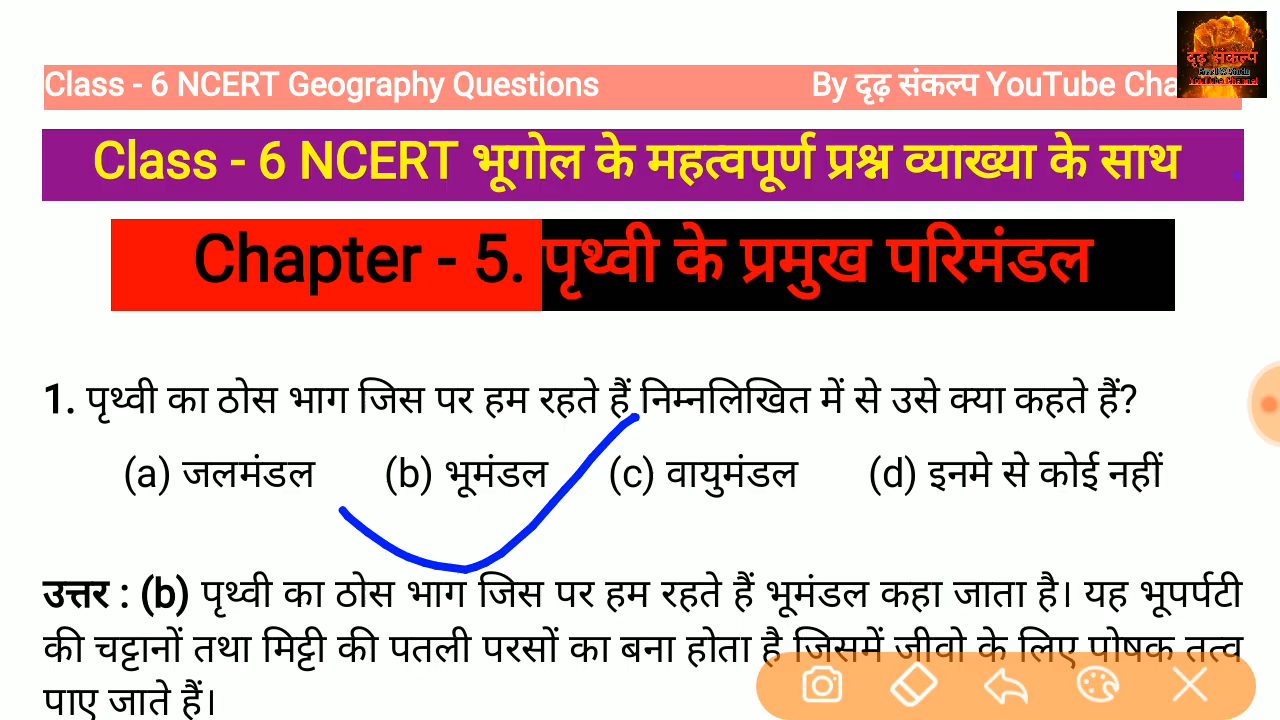 Class - 6 NCERT Geography Questions By दृढ़ संकल्प YouTube Cha
दृढ़ संकल्प
YouTube Channel
Class - 6 NCERT भूगोल के महत्वपूर्ण प्रश्न व्याख्या के साथ
Chapter - 5. पृथ्वी के प्रमुख परिमंडल
1. पृथ्वी का ठोस भाग जिस पर हम रहते हैं निम्नलिखित में से उसे क्या कहते हैं?
(a) जलमंडल (b) भूमंडल (c) वायुमंडल (d) इनमे से कोई नहीं
उत्तर : (b) पृथ्वी का ठोस भाग जिस पर हम रहते हैं भूमंडल कहा जाता है। यह भूपर्पटी
की चट्टानों तथा मिट्टी की पतली परसों का बना होता है जिसमें जीवो के लिए पोषक तत्व
पाए जाते हैं।